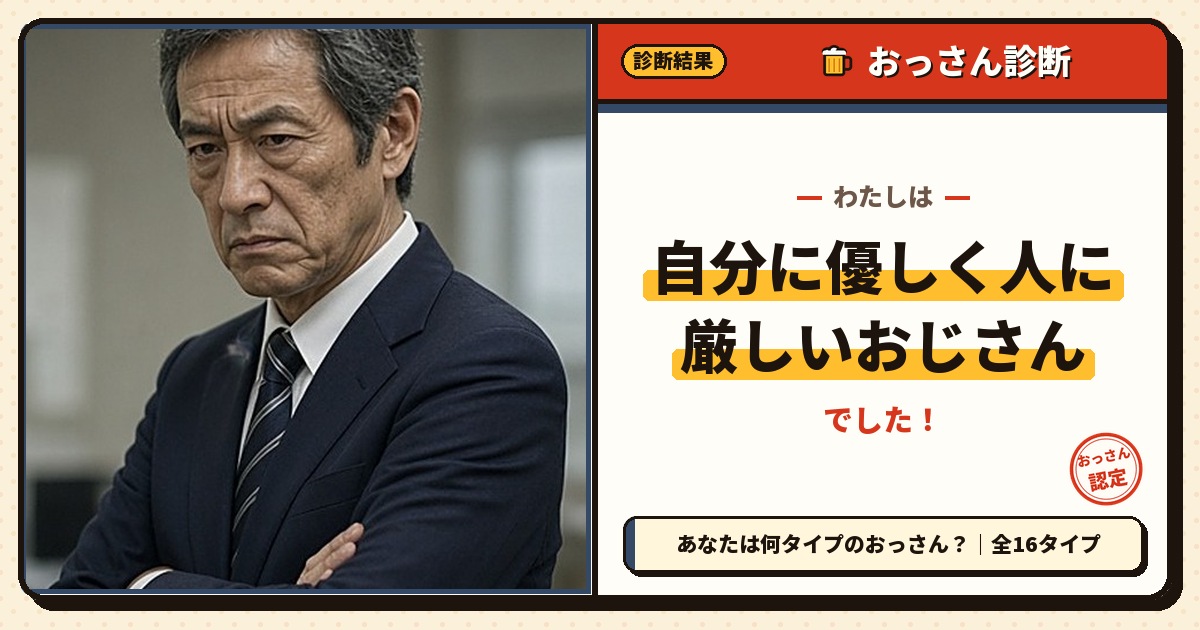 診断結果
おっさん診断
わたしは
自分に優しく人に
厳しいおじさん
でした！
おっさん
認定
あなたは何タイプのおっさん？｜全16タイプ